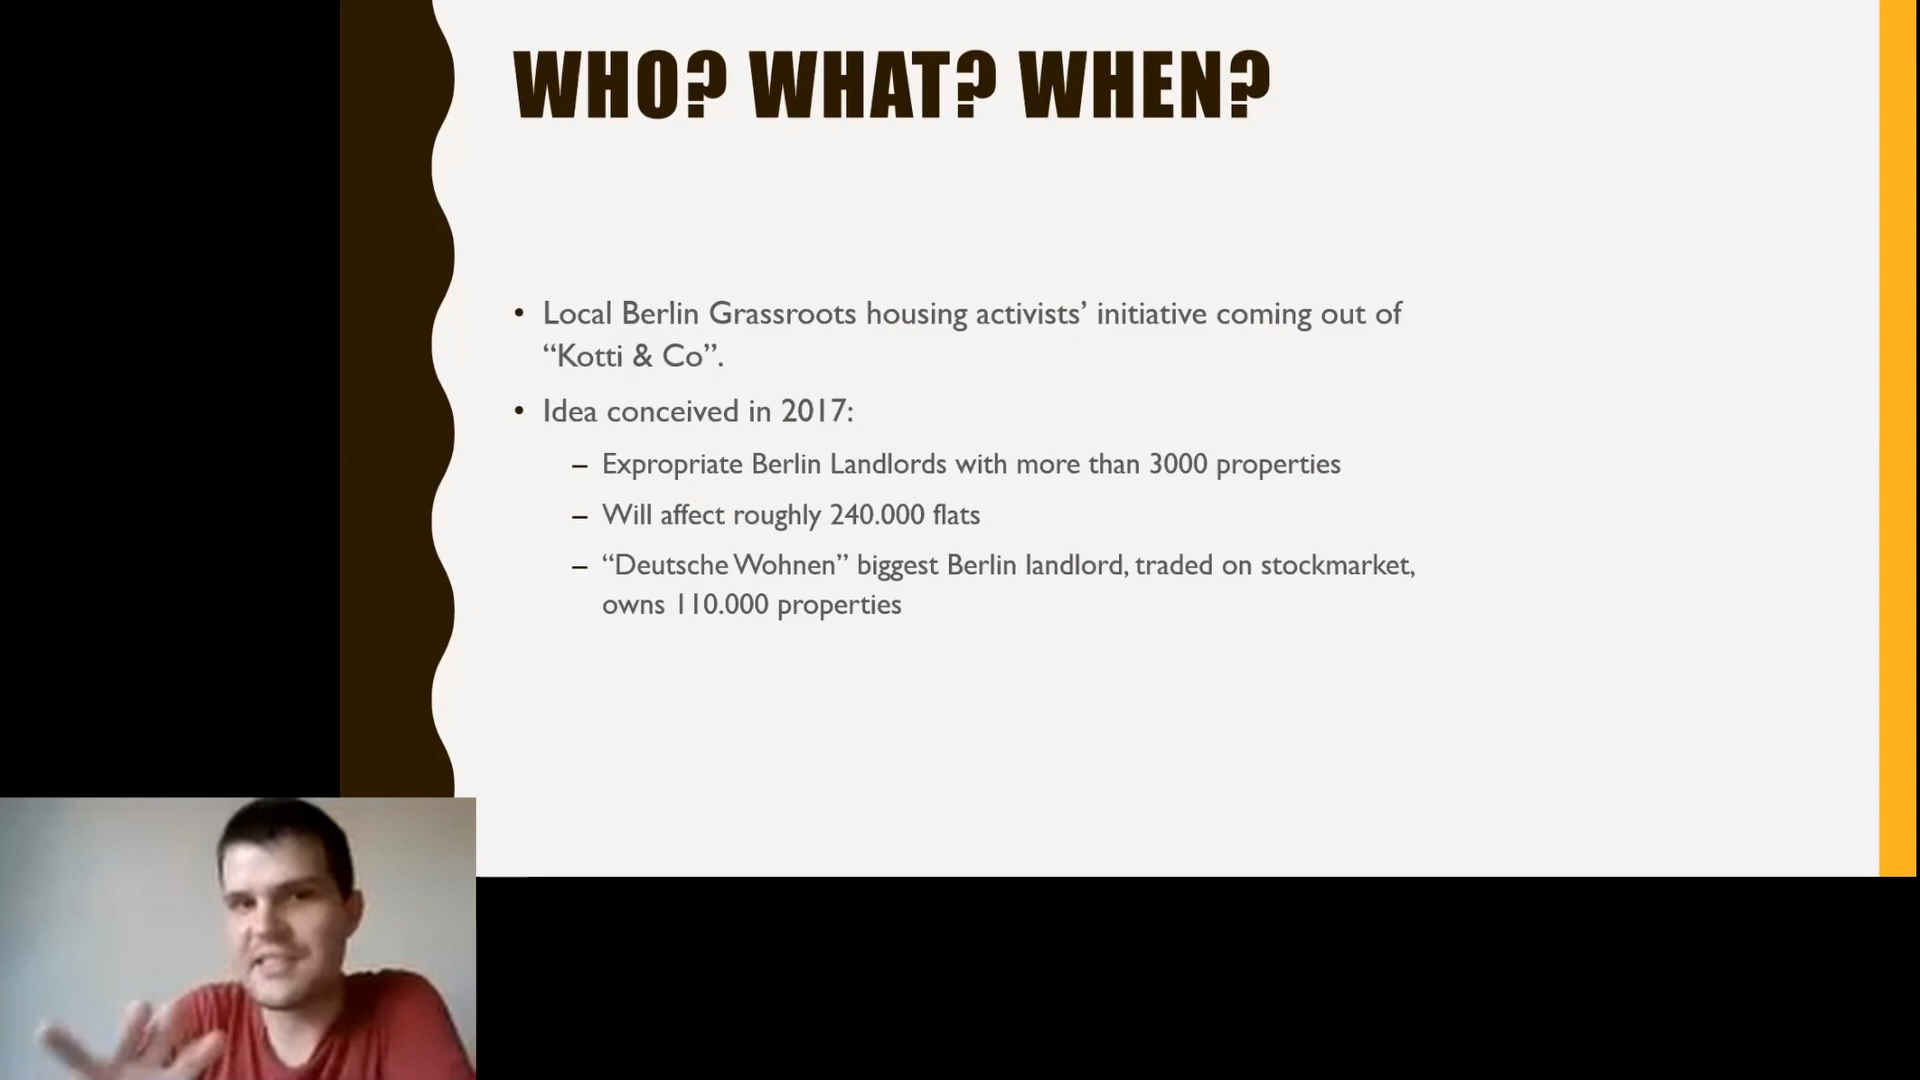 WHO? WHAT? WHEN?
• Local Berlin Grassroots housing activists’ initiative coming out of
“Kotti & Co”.
• Idea conceived in 2017:
– Expropriate Berlin Landlords with more than 3000 properties
– Will affect roughly 240.000 flats
– “Deutsche Wohnen” biggest Berlin landlord, traded on stockmarket,
owns 110.000 properties